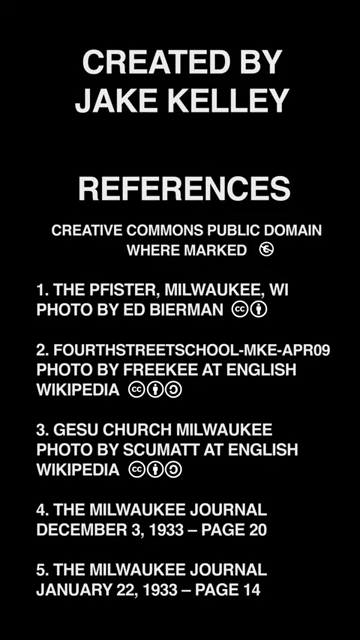 CREATED BY
JAKE KELLEY
REFERENCES
CREATIVE COMMONS PUBLIC DOMAIN
WHERE MARKED
1. THE PFISTER, MILWAUKEE, WI
PHOTO BY ED BIERMAN
2. FOURTHSTREETSCHOOL-MKE-APR09
PHOTO BY FREEKEE AT ENGLISH
WIKIPEDIA
3. GESU CHURCH MILWAUKEE
PHOTO BY SCUMATT AT ENGLISH
WIKIPEDIA
4. THE MILWAUKEE JOURNAL
DECEMBER 3, 1933 – PAGE 20
5. THE MILWAUKEE JOURNAL
JANUARY 22, 1933 – PAGE 14